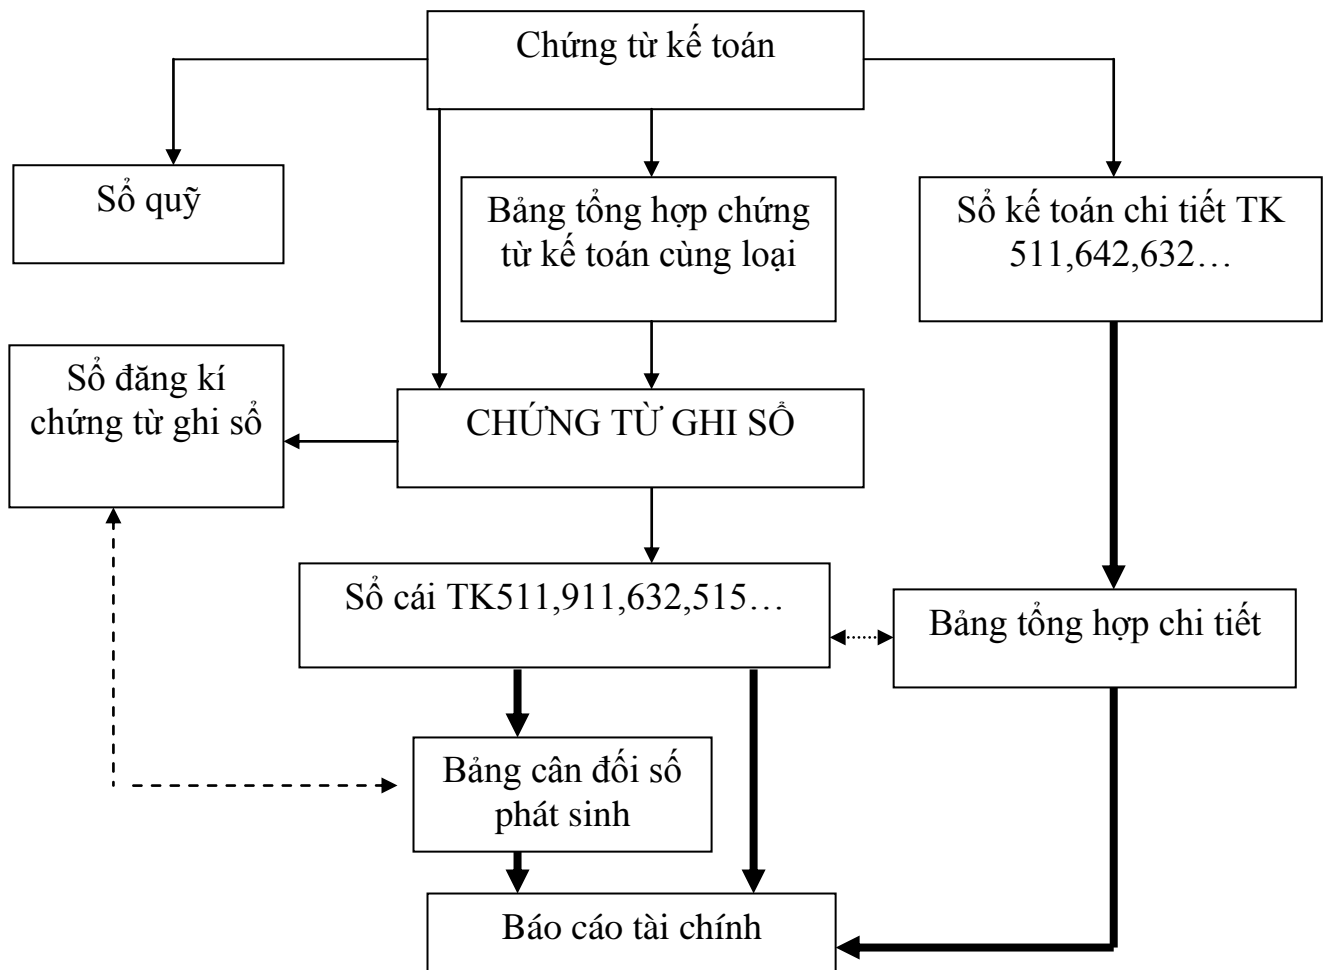 Chứng từ kế toán
Sổ quỹ
Bảng tổng hợp chứng
từ kế toán cùng loại
Sổ kế toán chi tiết TK
511,642,632…
Sổ đăng kí
chứng từ ghi sổ
CHỨNG TỪ GHI SỔ
Sổ cái TK511,911,632,515…
Bảng tổng hợp chi tiết
Bảng cân đối số
phát sinh
Báo cáo tài chính